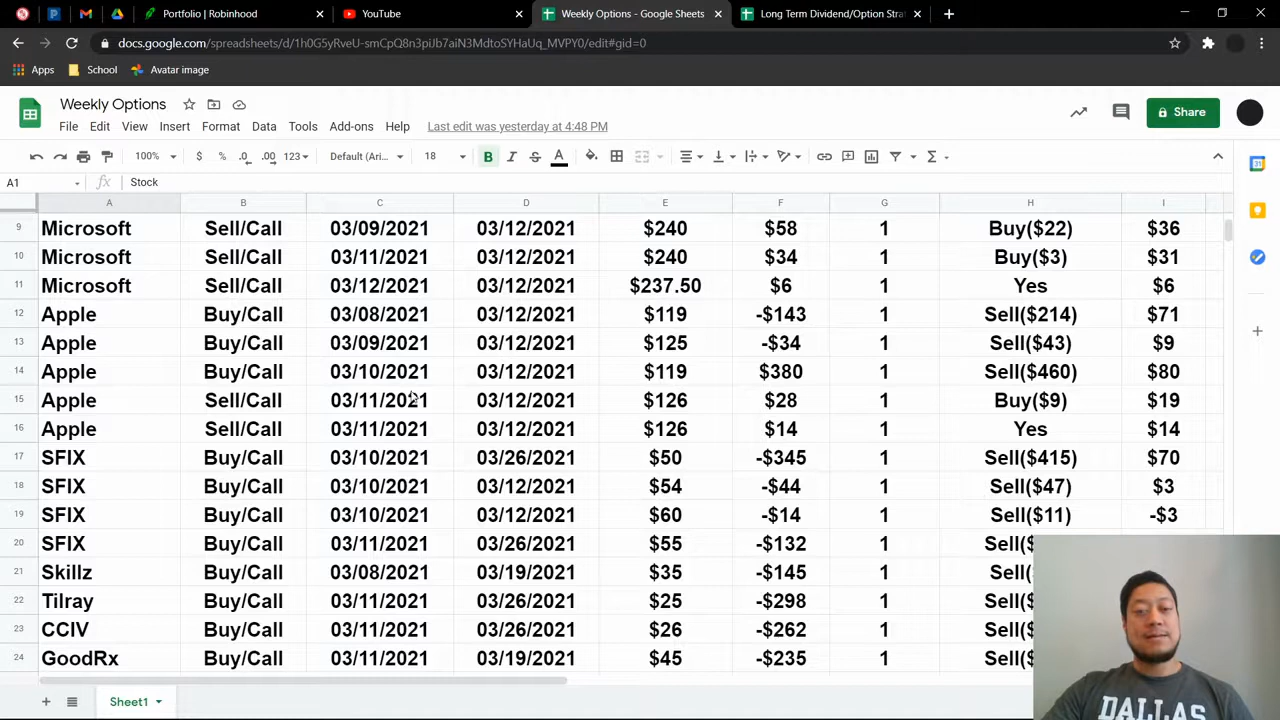 Portfolio | Robinhood
YouTube
Weekly Options - Google Sheets
Long Term Dividend/Option Strat
docs.google.com/spreadsheets/d/1h0G5yRveU-smCpQ8n3piJb7aiN3MdtoSYHaUq_MVPY0/edit#gid=0
Apps School Avatar image
Weekly Options
File Edit View Insert Format Data Tools Add-ons Help Last edit was yesterday at 4:48 PM
Share
100% $ % .0 .00 123 Default (Ari... 18 B I S A
A1 fx Stock
A B C D E F G H I
9 Microsoft Sell/Call 03/09/2021 03/12/2021 $240 $58 1 Buy($22) $36
10 Microsoft Sell/Call 03/11/2021 03/12/2021 $240 $34 1 Buy($3) $31
11 Microsoft Sell/Call 03/12/2021 03/12/2021 $237.50 $6 1 Yes $6
12 Apple Buy/Call 03/08/2021 03/12/2021 $119 -$143 1 Sell($214) $71
13 Apple Buy/Call 03/09/2021 03/12/2021 $125 -$34 1 Sell($43) $9
14 Apple Buy/Call 03/10/2021 03/12/2021 $119 $380 1 Sell($460) $80
15 Apple Sell/Call 03/11/2021 03/12/2021 $126 $28 1 Buy($9) $19
16 Apple Sell/Call 03/11/2021 03/12/2021 $126 $14 1 Yes $14
17 SFIX Buy/Call 03/10/2021 03/26/2021 $50 -$345 1 Sell($415) $70
18 SFIX Buy/Call 03/10/2021 03/12/2021 $54 -$44 1 Sell($47) $3
19 SFIX Buy/Call 03/10/2021 03/12/2021 $60 -$14 1 Sell($11) -$3
20 SFIX Buy/Call 03/11/2021 03/26/2021 $55 -$132 1 Sell($
21 Skillz Buy/Call 03/08/2021 03/19/2021 $35 -$145 1 Sell(
22 Tilray Buy/Call 03/11/2021 03/26/2021 $25 -$298 1 Sell($
23 CCIV Buy/Call 03/11/2021 03/26/2021 $26 -$262 1 Sell($
24 GoodRx Buy/Call 03/11/2021 03/19/2021 $45 -$235 1 Sell($
Sheet1
DALLAS